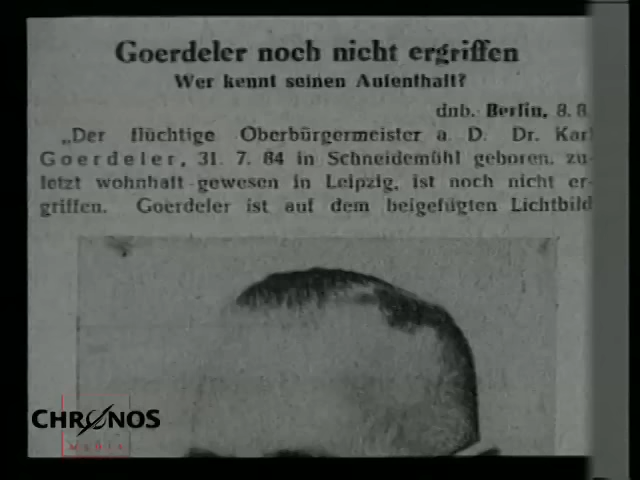 Goerdeler noch nicht ergriffen
Wer kennt seinen Aufenthalt?
dnb. Berlin, 8. 8.
„Der flüchtige Oberbürgermeister a. D. Dr. Karl
Goerdeler, 31. 7. 84 in Schneidemühl geboren, zu-
letzt wohnhaft gewesen in Leipzig, ist noch nicht er-
griffen. Goerdeler ist auf dem beigefügten Lichtbild
CHRONOS
MEDIA